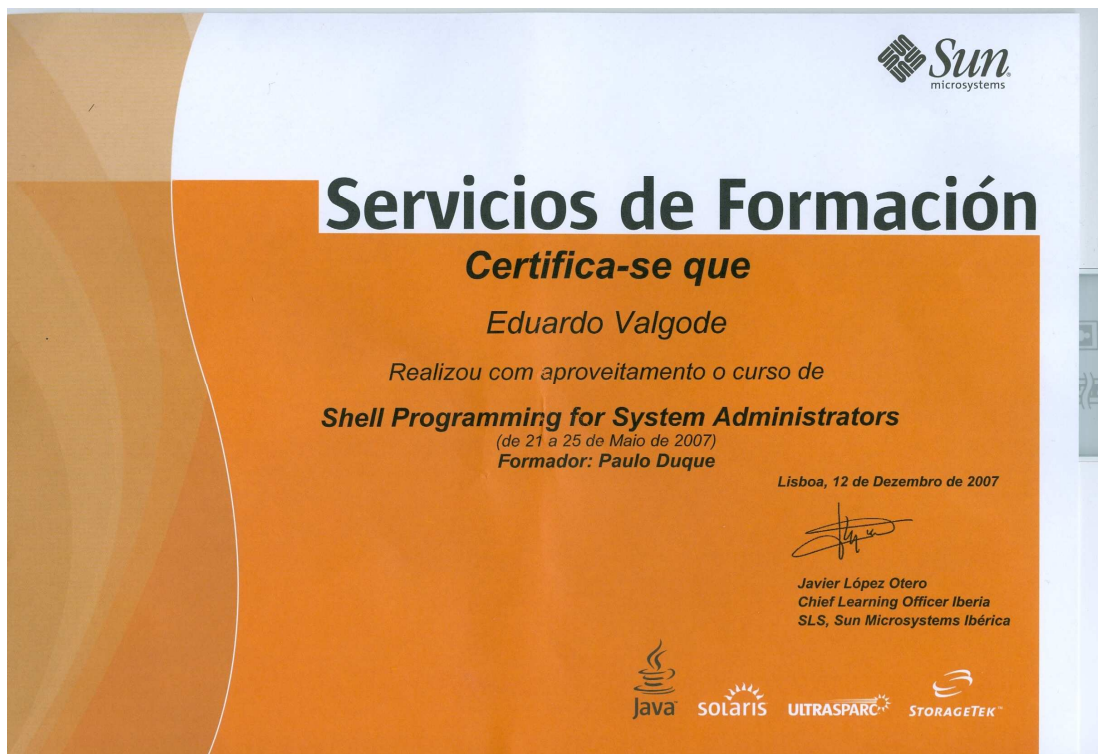 Sun
microsystems
Servicios de Formación
Certifica-se que
Eduardo Valgode
Realizou com aproveitamento o curso de
Shell Programming for System Administrators
(de 21 a 25 de Maio de 2007)
Formador: Paulo Duque
Lisboa, 12 de Dezembro de 2007
Javier López Otero
Chief Learning Officer Iberia
SLS, Sun Microsystems Ibérica
Java solaris ULTRASPARC STORAGETEK™